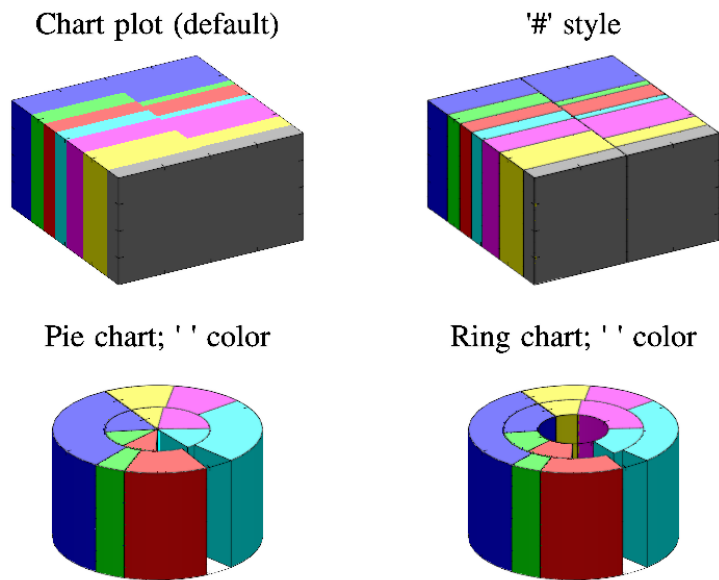 Chart plot (default)
'#' style
Pie chart; ' ' color
Ring chart; ' ' color